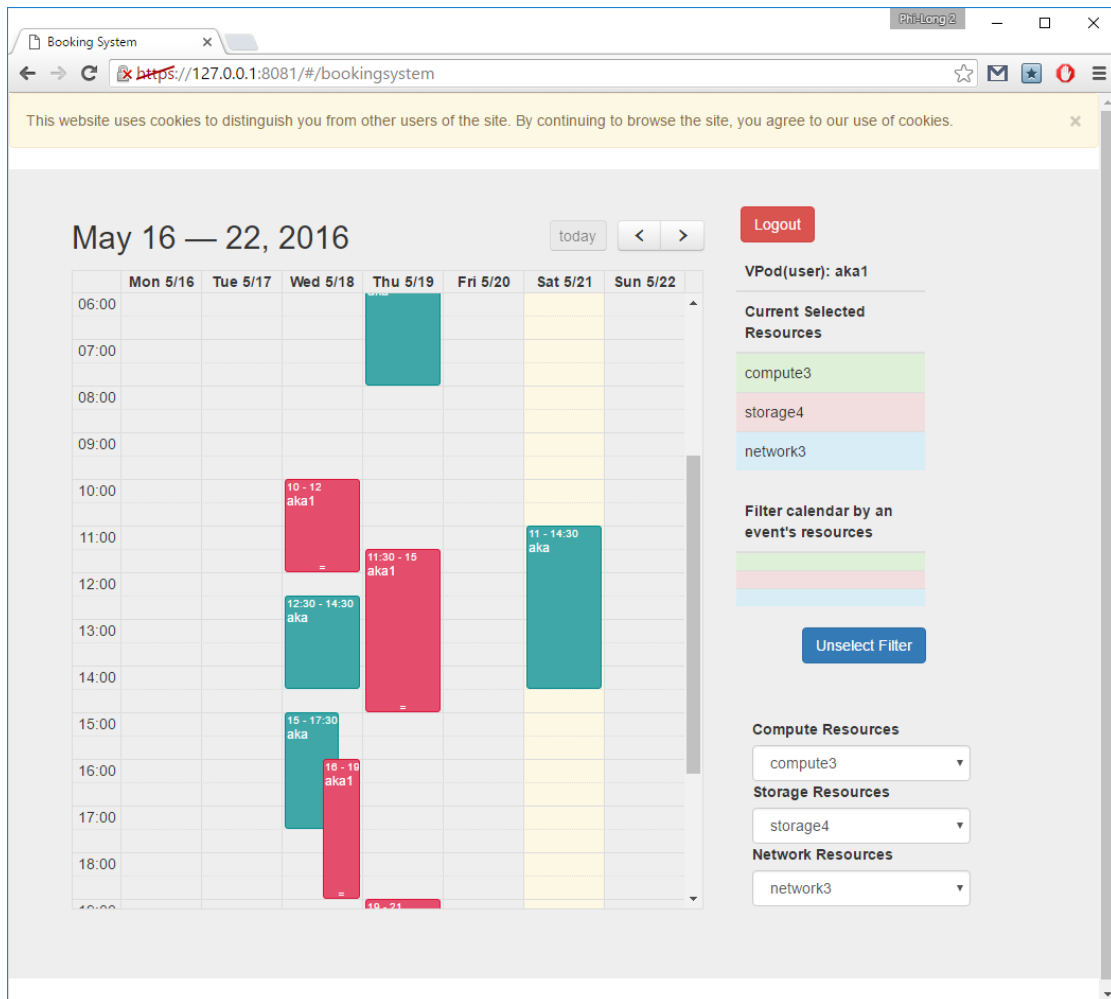 Phi-Long 2
Booking System
https://127.0.0.1:8081/#/bookingsystem
This website uses cookies to distinguish you from other users of the site. By continuing to browse the site, you agree to our use of cookies. ×
May 16 — 22, 2016
today
Mon 5/16 Tue 5/17 Wed 5/18 Thu 5/19 Fri 5/20 Sat 5/21 Sun 5/22
06:00
07:00
08:00
09:00
10:00
11:00
12:00
13:00
14:00
15:00
16:00
17:00
18:00
19:00
10 - 12
aka1
12:30 - 14:30
aka
15 - 17:30
aka
16 - 19
aka1
aka
11:30 - 15
aka1
19 - 21
11 - 14:30
aka
Logout
VPod(user): aka1
Current Selected
Resources
compute3
storage4
network3
Filter calendar by an
event's resources
Unselect Filter
Compute Resources
compute3
Storage Resources
storage4
Network Resources
network3